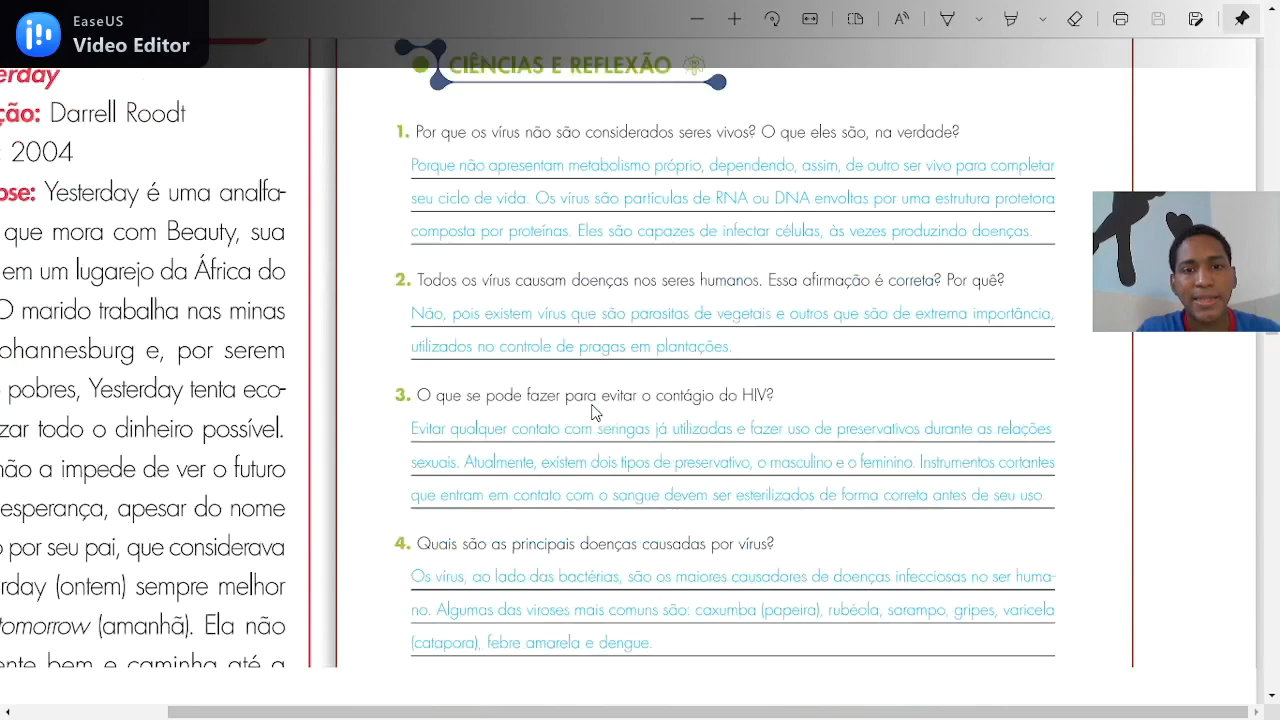 EaseUS
Video Editor
erday
ção: Darrell Roodt
: 2004
pse: Yesterday é uma analfa-
que mora com Beauty, sua
em um lugarejo da África do
O marido trabalha nas minas
ohannesburg e, por serem
pobres, Yesterday tenta eco-
zar todo o dinheiro possível.
não a impede de ver o futuro
esperança, apesar do nome
o por seu pai, que considerava
rday (ontem) sempre melhor
tomorrow (amanhã). Ela não
ente bem e caminha até a
CIÊNCIAS E REFLEXÃO
1. Por que os vírus não são considerados seres vivos? O que eles são, na verdade?
Porque não apresentam metabolismo próprio, dependendo, assim, de outro ser vivo para completar
seu ciclo de vida. Os vírus são partículas de RNA ou DNA envoltas por uma estrutura protetora
composta por proteínas. Eles são capazes de infectar células, às vezes produzindo doenças.
2. Todos os vírus causam doenças nos seres humanos. Essa afirmação é correta? Por quê?
Não, pois existem vírus que são parasitas de vegetais e outros que são de extrema importância,
utilizados no controle de pragas em plantações.
3. O que se pode fazer para evitar o contágio do HIV?
Evitar qualquer contato com seringas já utilizadas e fazer uso de preservativos durante as relações
sexuais. Atualmente, existem dois tipos de preservativo, o masculino e o feminino. Instrumentos cortantes
que entram em contato com o sangue devem ser esterilizados de forma correta antes de seu uso.
4. Quais são as principais doenças causadas por vírus?
Os vírus, ao lado das bactérias, são os maiores causadores de doenças infecciosas no ser huma-
no. Algumas das viroses mais comuns são: caxumba (papeira), rubéola, sarampo, gripes, varicela
(catapora), febre amarela e dengue.